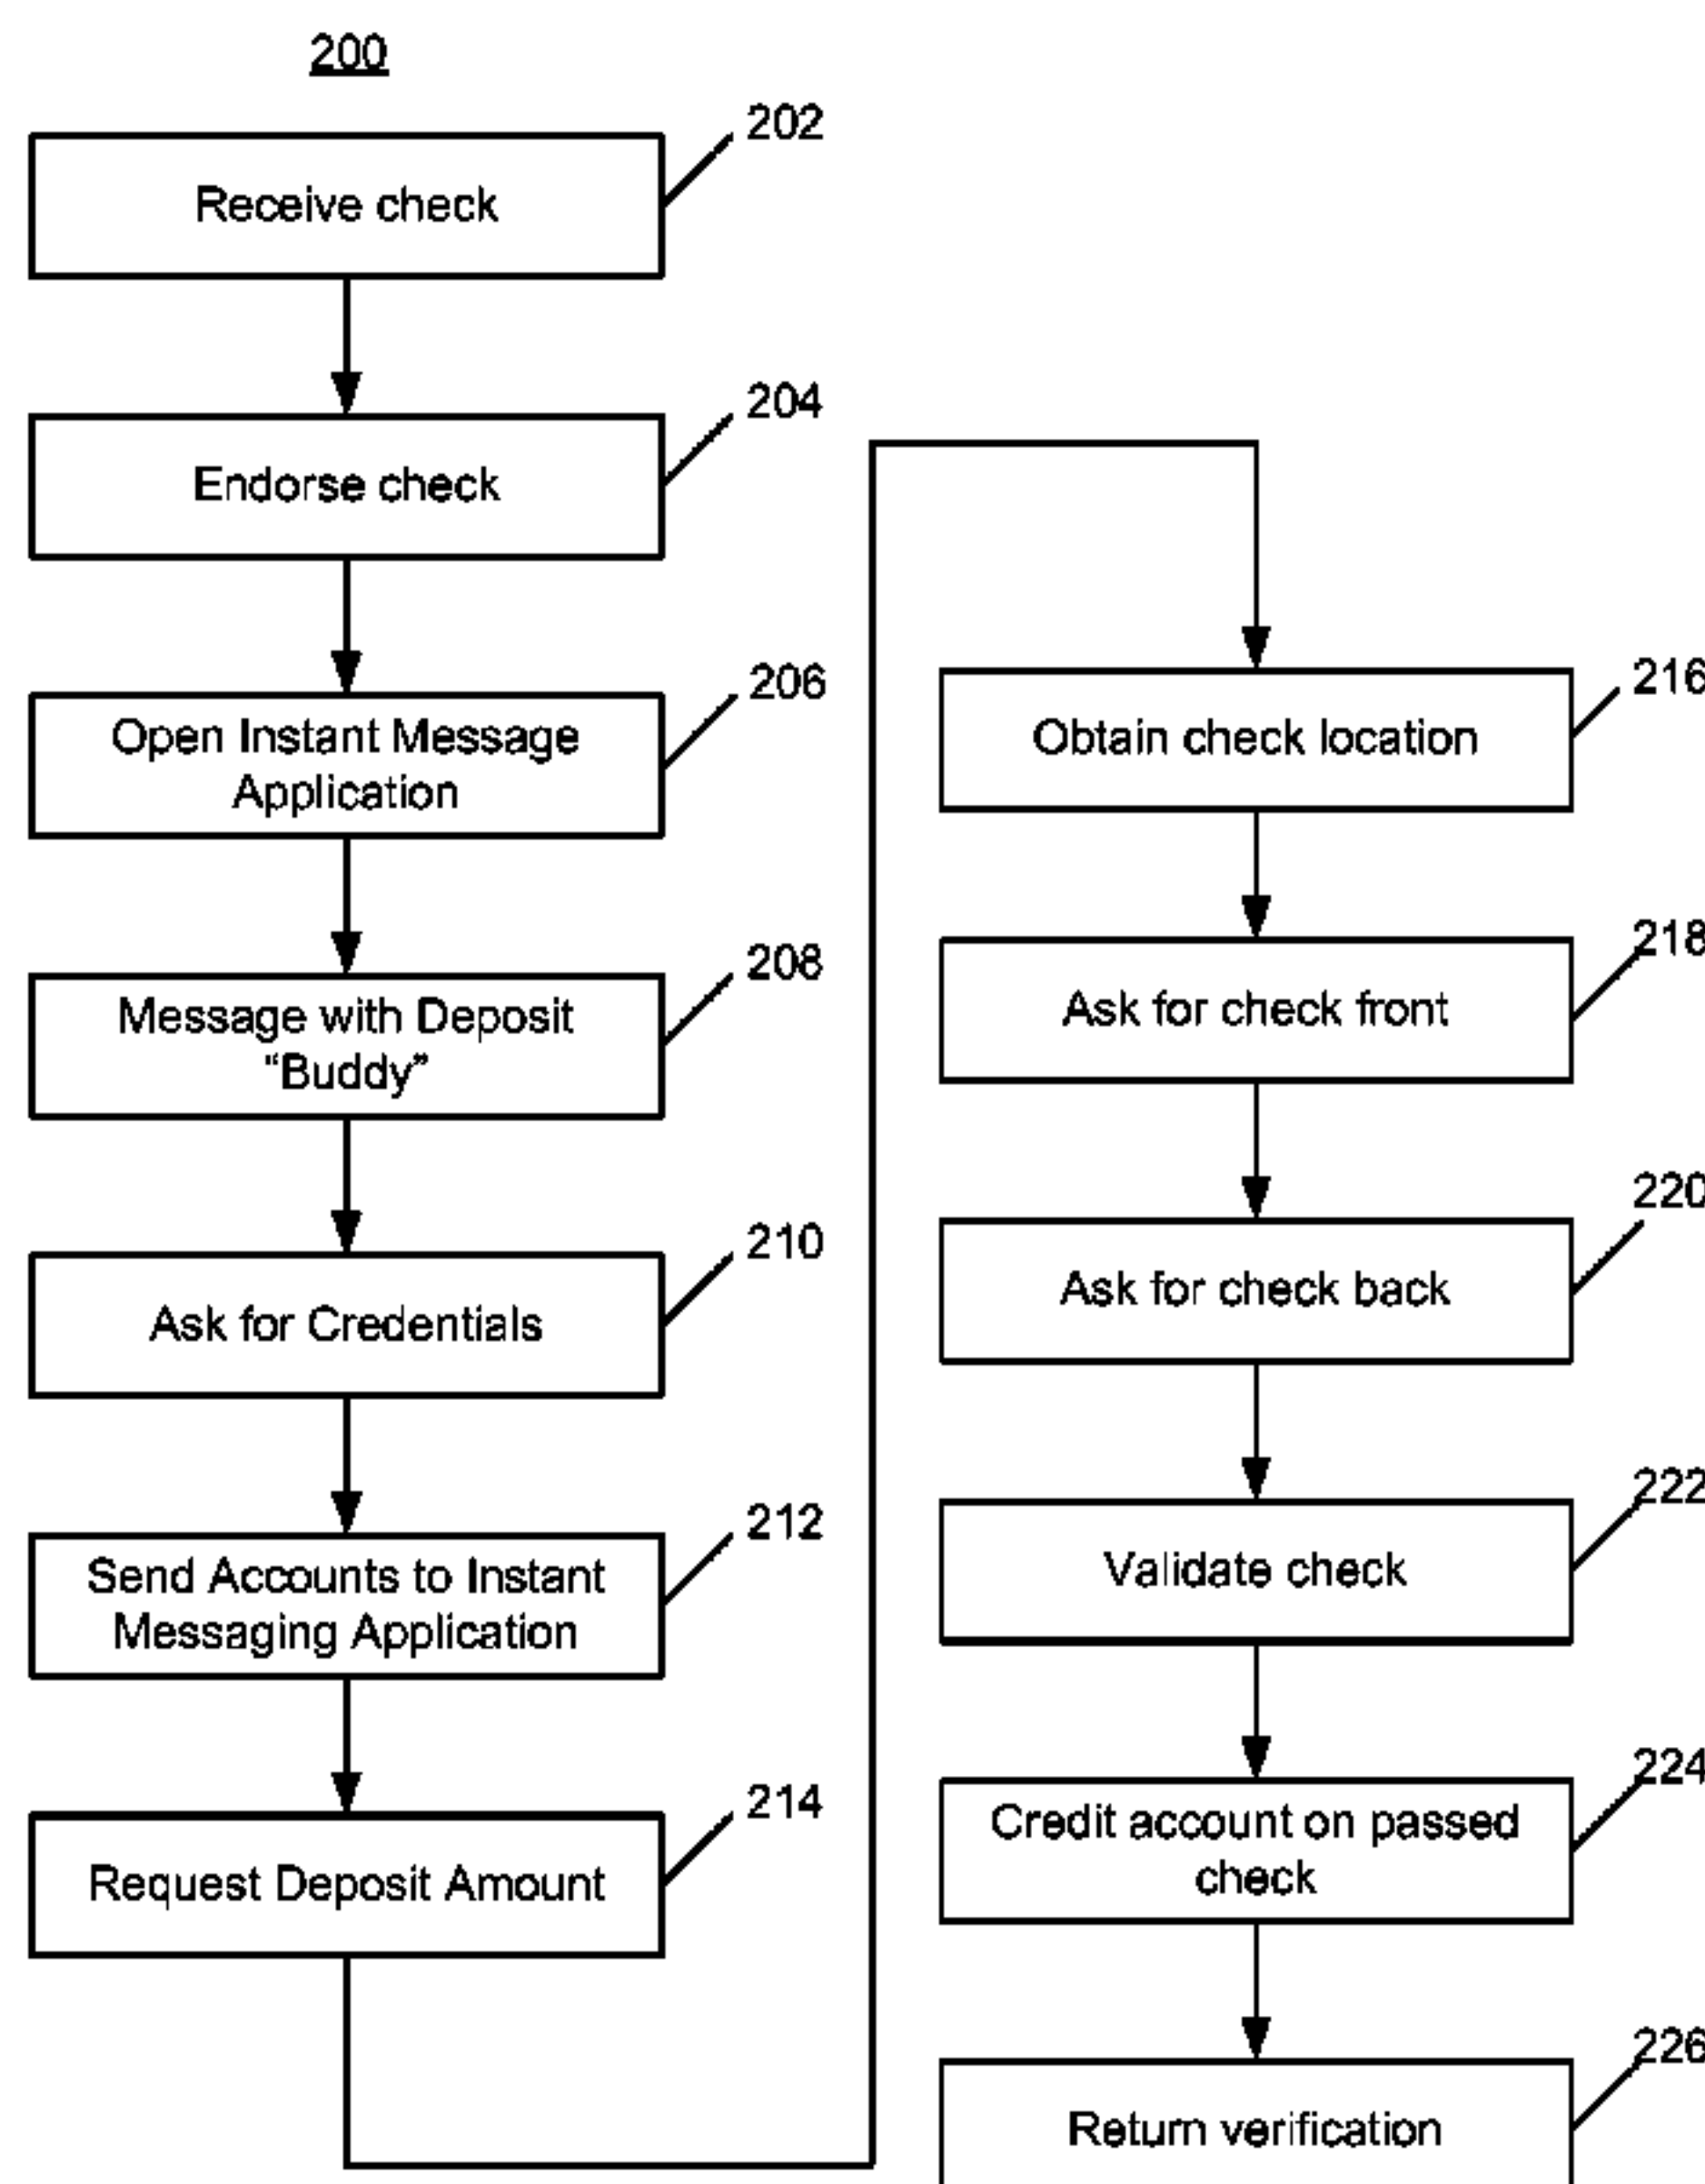 200
202
Receive check
204
Endorse check
206
Open Instant Message
Application
208
Message with Deposit
“Buddy”
210
Ask for Credentials
212
Send Accounts to Instant
Messaging Application
214
Request Deposit Amount
216
Obtain check location
218
Ask for check front
220
Ask for check back
222
Validate check
224
Credit account on passed
check
226
Return verification